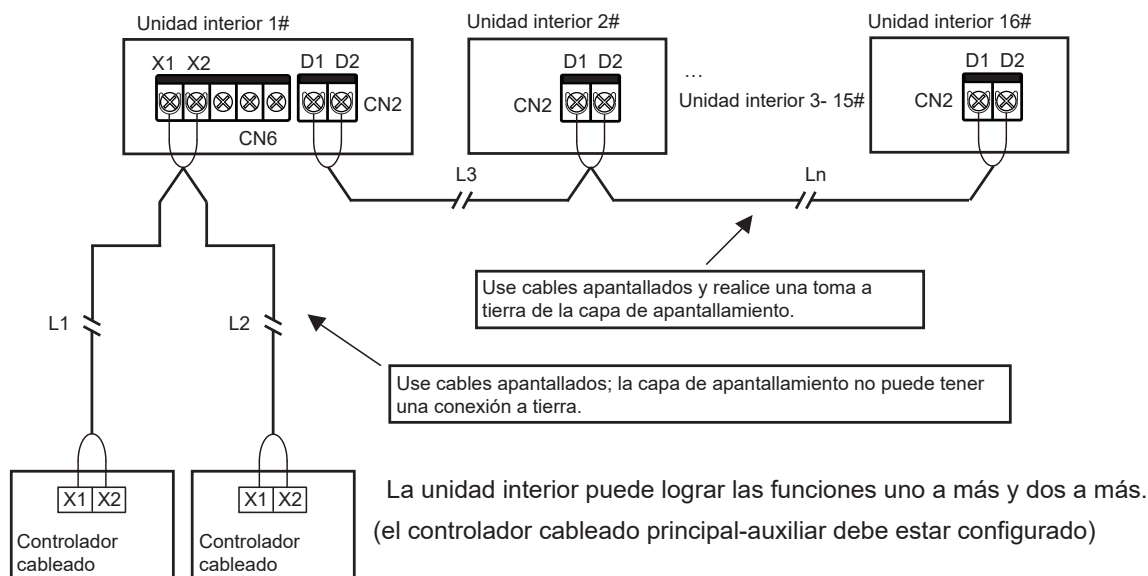 Unidad interior 1#
Unidad interior 2#
Unidad interior 16#
X1 X2
D1 D2
CN2
CN6
D1 D2
CN2
...
Unidad interior 3- 15#
D1 D2
CN2
L3
Ln
Use cables apantallados y realice una toma a
tierra de la capa de apantallamiento.
L1
L2
Use cables apantallados; la capa de apantallamiento no puede tener
una conexión a tierra.
X1 X2
Controlador
cableado
X1 X2
Controlador
cableado
La unidad interior puede lograr las funciones uno a más y dos a más.
(el controlador cableado principal-auxiliar debe estar configurado)